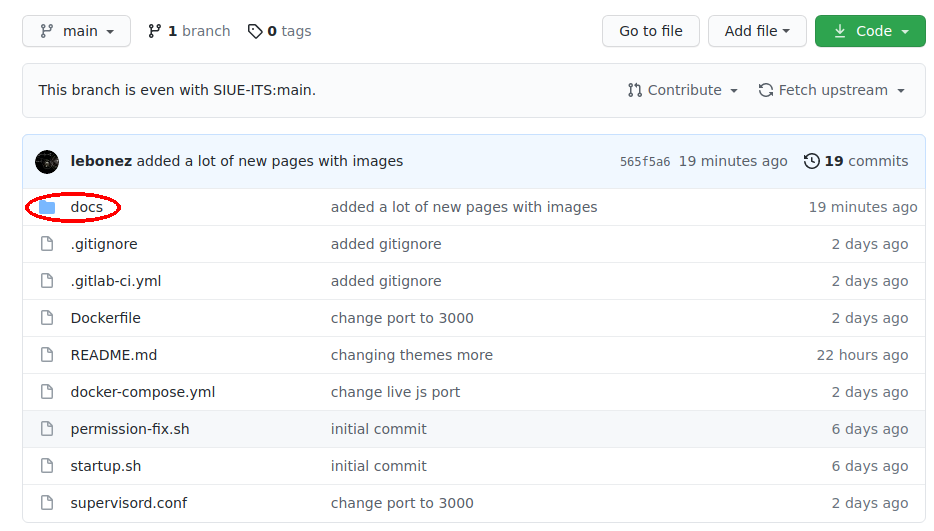 main 1 branch 0 tags Go to file Add file Code
This branch is even with SIUE-ITS:main. Contribute Fetch upstream
lebonez added a lot of new pages with images 565f5a6 19 minutes ago 19 commits
docs added a lot of new pages with images 19 minutes ago
.gitignore added gitignore 2 days ago
.gitlab-ci.yml added gitignore 2 days ago
Dockerfile change port to 3000 2 days ago
README.md changing themes more 22 hours ago
docker-compose.yml change live js port 2 days ago
permission-fix.sh initial commit 6 days ago
startup.sh initial commit 6 days ago
supervisord.conf change port to 3000 2 days ago